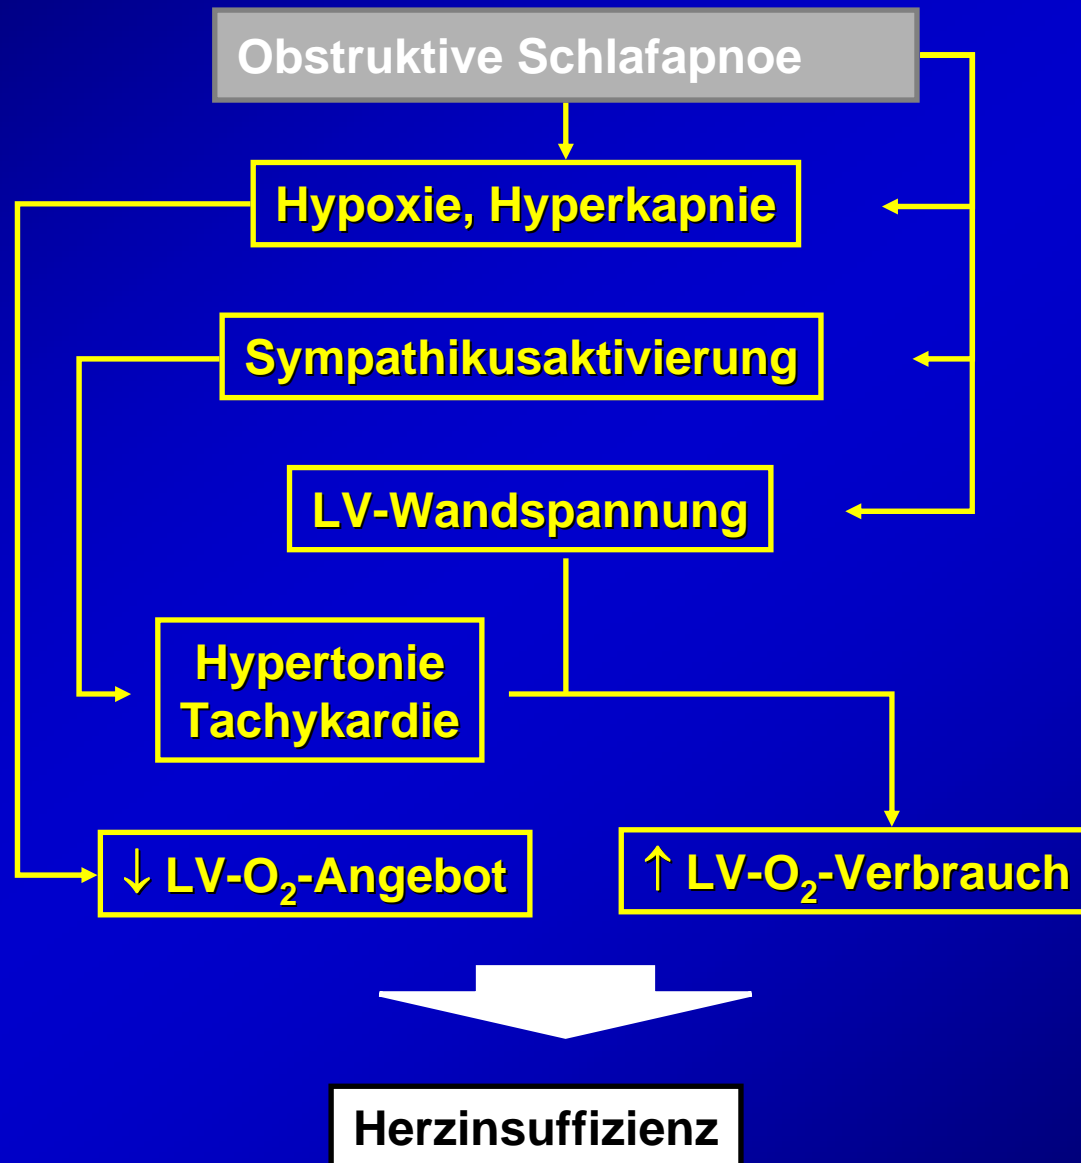 Obstruktive Schlafapnoe
Hypoxie, Hyperkapnie
Sympathikusaktivierung
LV-Wandspannung
Hypertonie
Tachykardie
↓ LV-O₂-Angebot
↑ LV-O₂-Verbrauch
Herzinsuffizienz